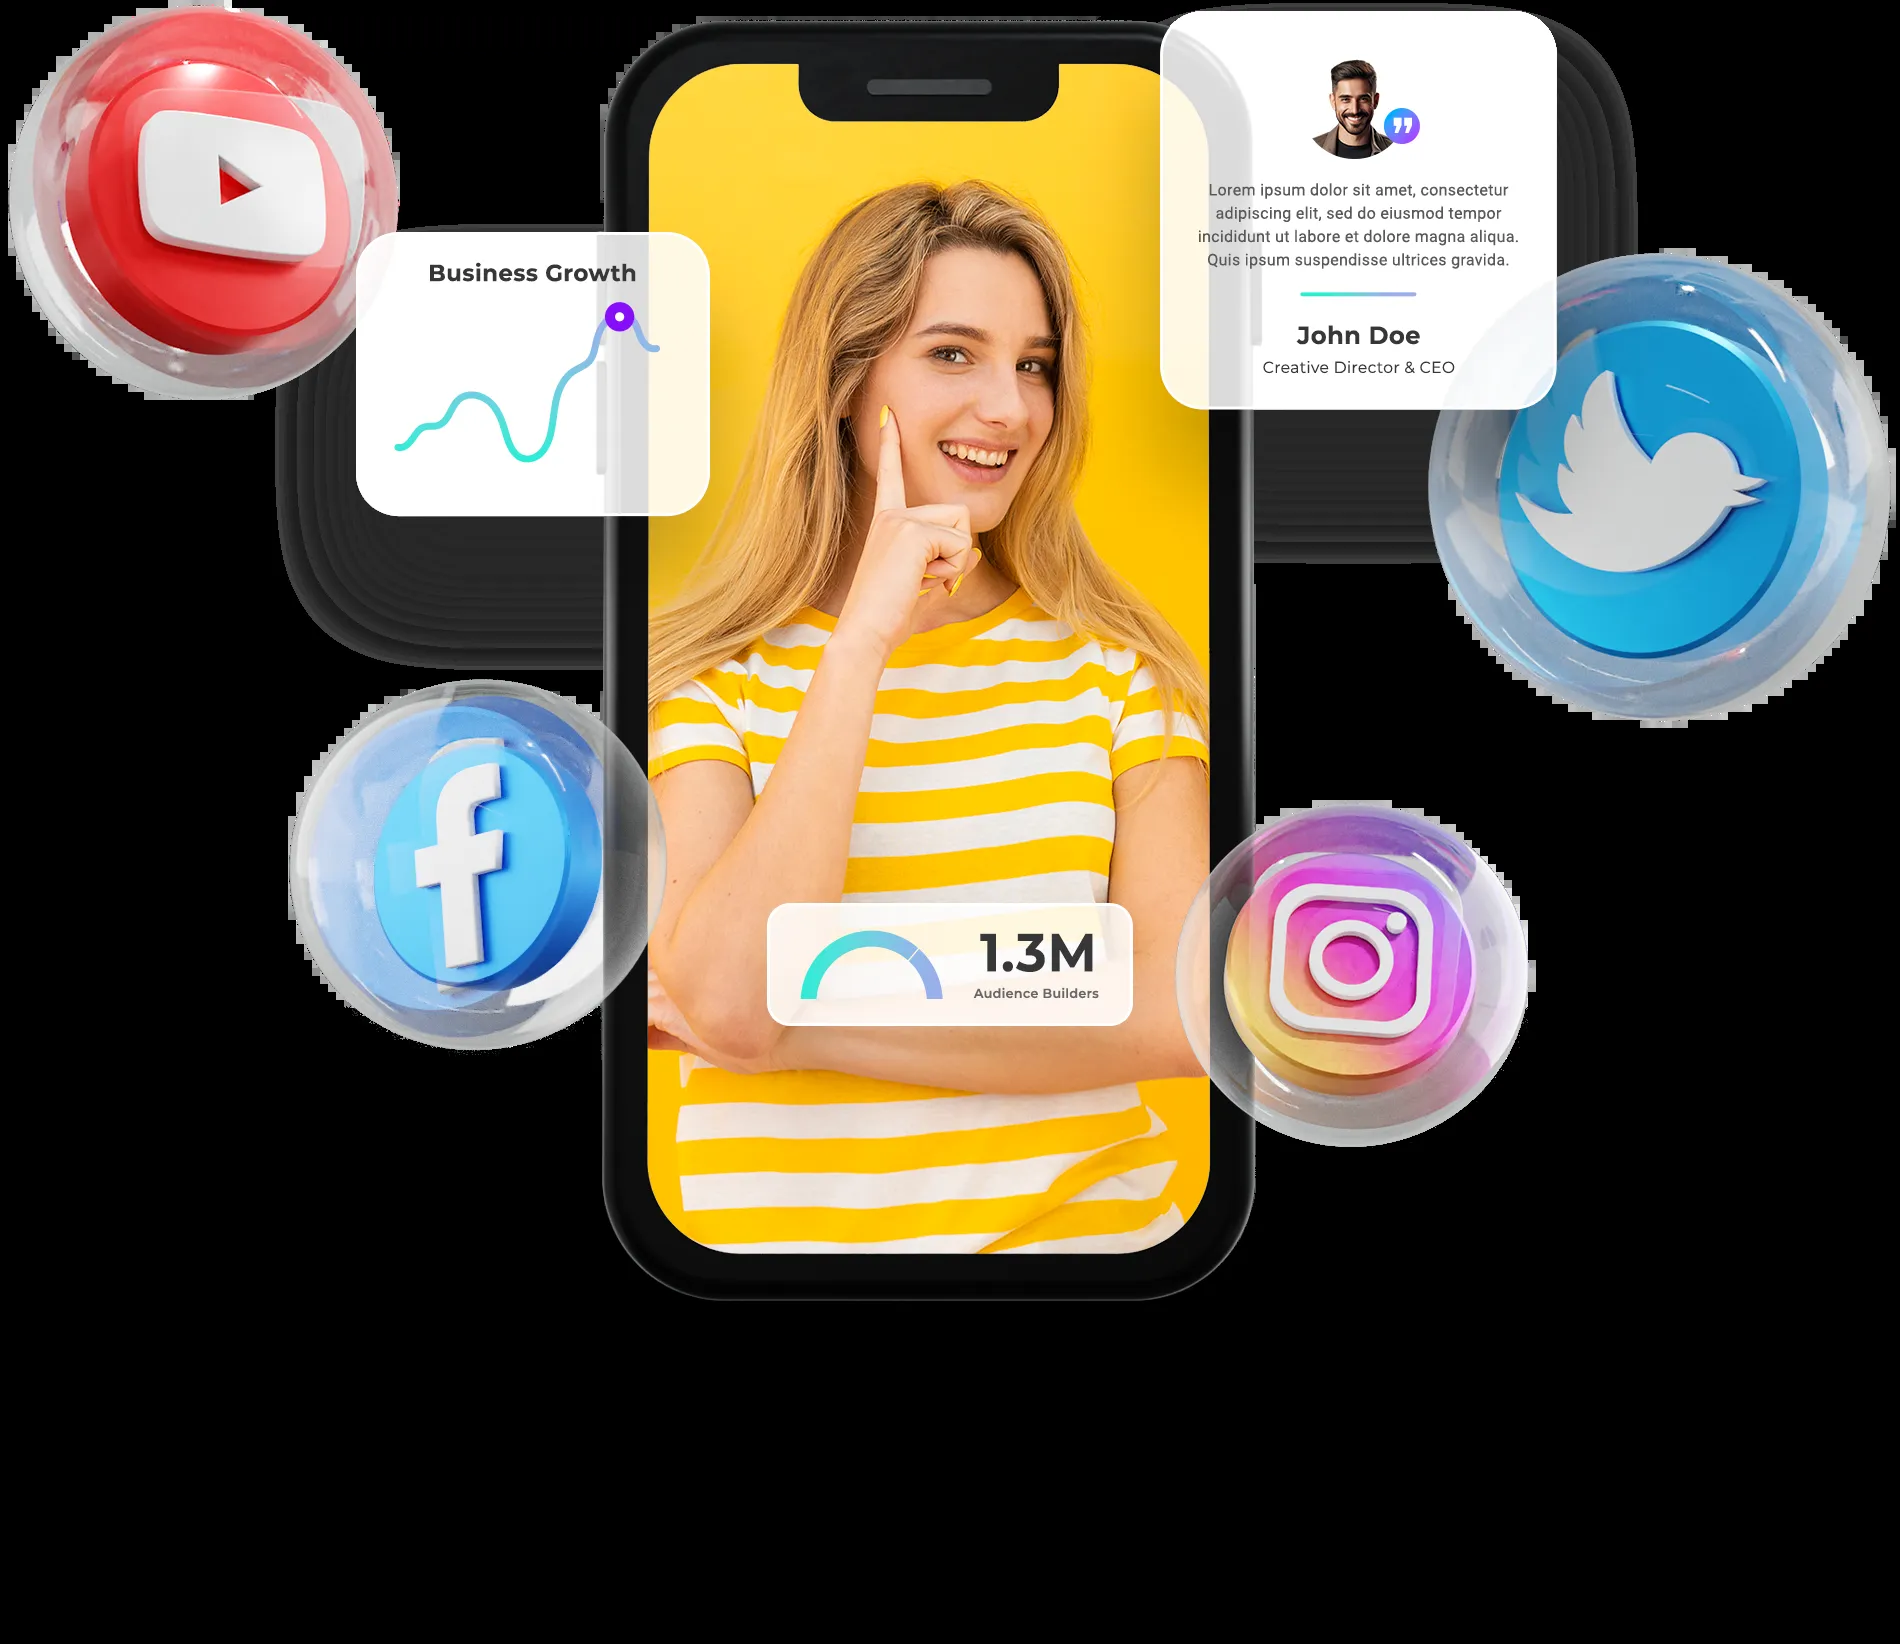 Business Growth
Lorem ipsum dolor sit amet, consectetur
adipiscing elit, sed do eiusmod tempor
incididunt ut labore et dolore magna aliqua.
Quis ipsum suspendisse ultrices gravida.
John Doe
Creative Director & CEO
1.3M
Audience Builders